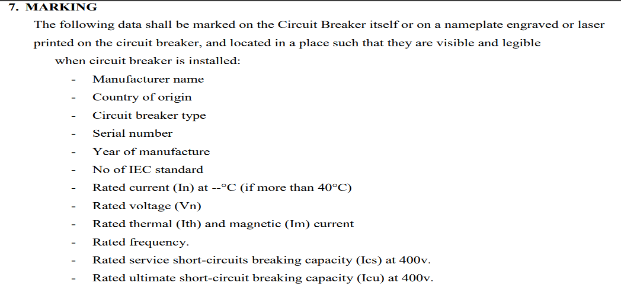 7. MARKING
The following data shall be marked on the Circuit Breaker itself or on a nameplate engraved or laser
printed on the circuit breaker, and located in a place such that they are visible and legible
when circuit breaker is installed:
- Manufacturer name
- Country of origin
- Circuit breaker type
- Serial number
- Year of manufacture
- No of IEC standard
- Rated current (In) at --°C (if more than 40°C)
- Rated voltage (Vn)
- Rated thermal (Ith) and magnetic (Im) current
- Rated frequency.
- Rated service short-circuits breaking capacity (Ics) at 400v.
- Rated ultimate short-circuit breaking capacity (Icu) at 400v.